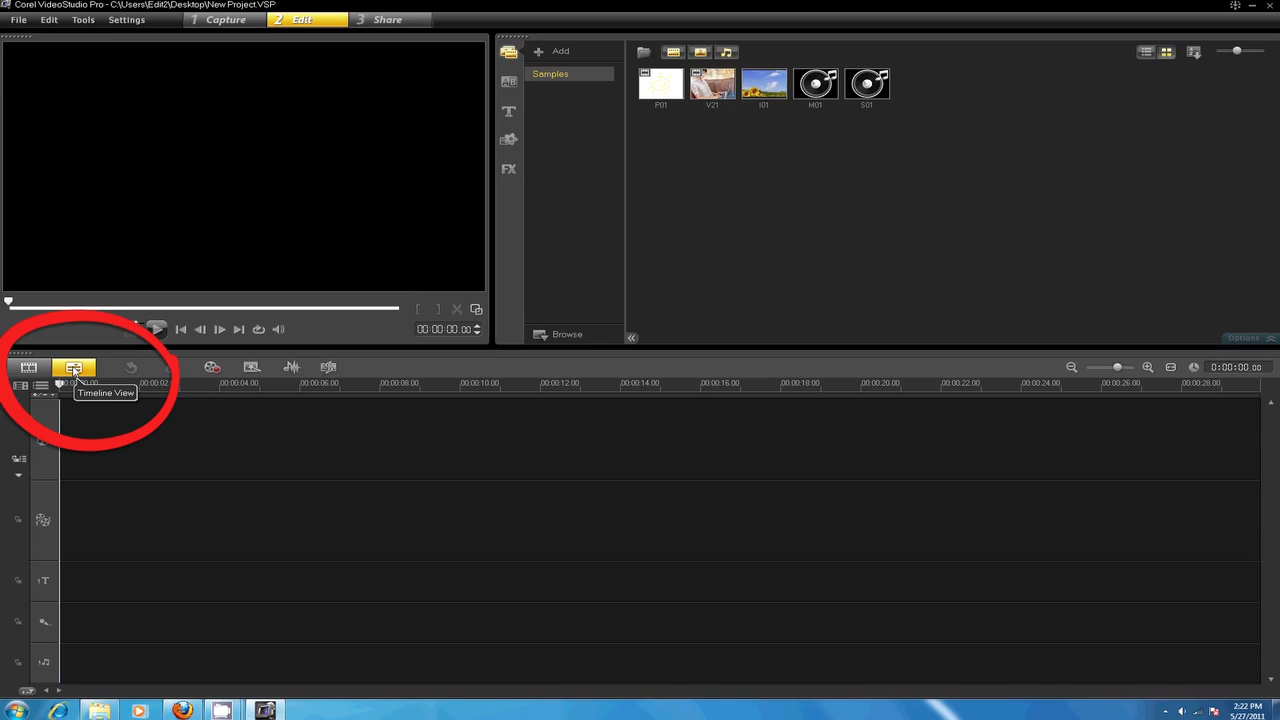 Corel VideoStudio Pro - C:\Users\Edit2\Desktop\New Project.VSP
File Edit Tools Settings 1 Capture 2 Edit 3 Share
Add
Samples
P01 V21 I01 M01 S01
AB
T
FX
Browse
Options
00:00:00.00
Timeline View
0:00:00.00
00:00:04.00 00:00:06.00 00:00:08.00 00:00:10.00 00:00:12.00 00:00:14.00 00:00:16.00 00:00:18.00 00:00:20.00 00:00:22.00 00:00:24.00 00:00:26.00 00:00:28.00
1T
1
2:22 PM
5/27/2011